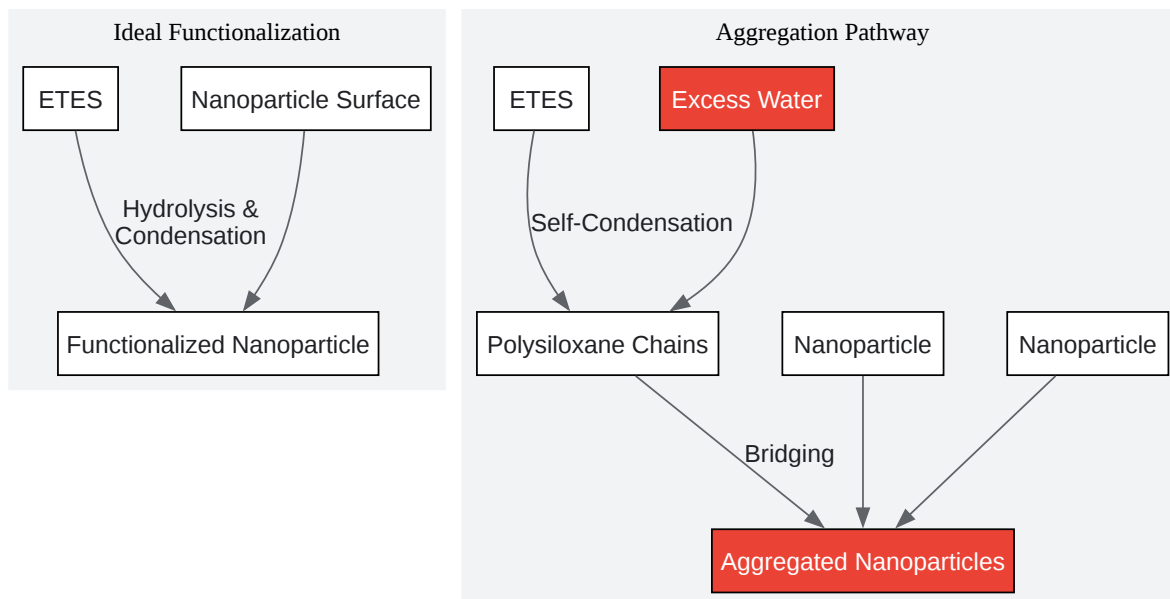 Ideal Functionalization
ETES
Nanoparticle Surface
Hydrolysis &
Condensation
Functionalized Nanoparticle
Aggregation Pathway
ETES
Excess Water
Self-Condensation
Polysiloxane Chains
Nanoparticle
Nanoparticle
Bridging
Aggregated Nanoparticles